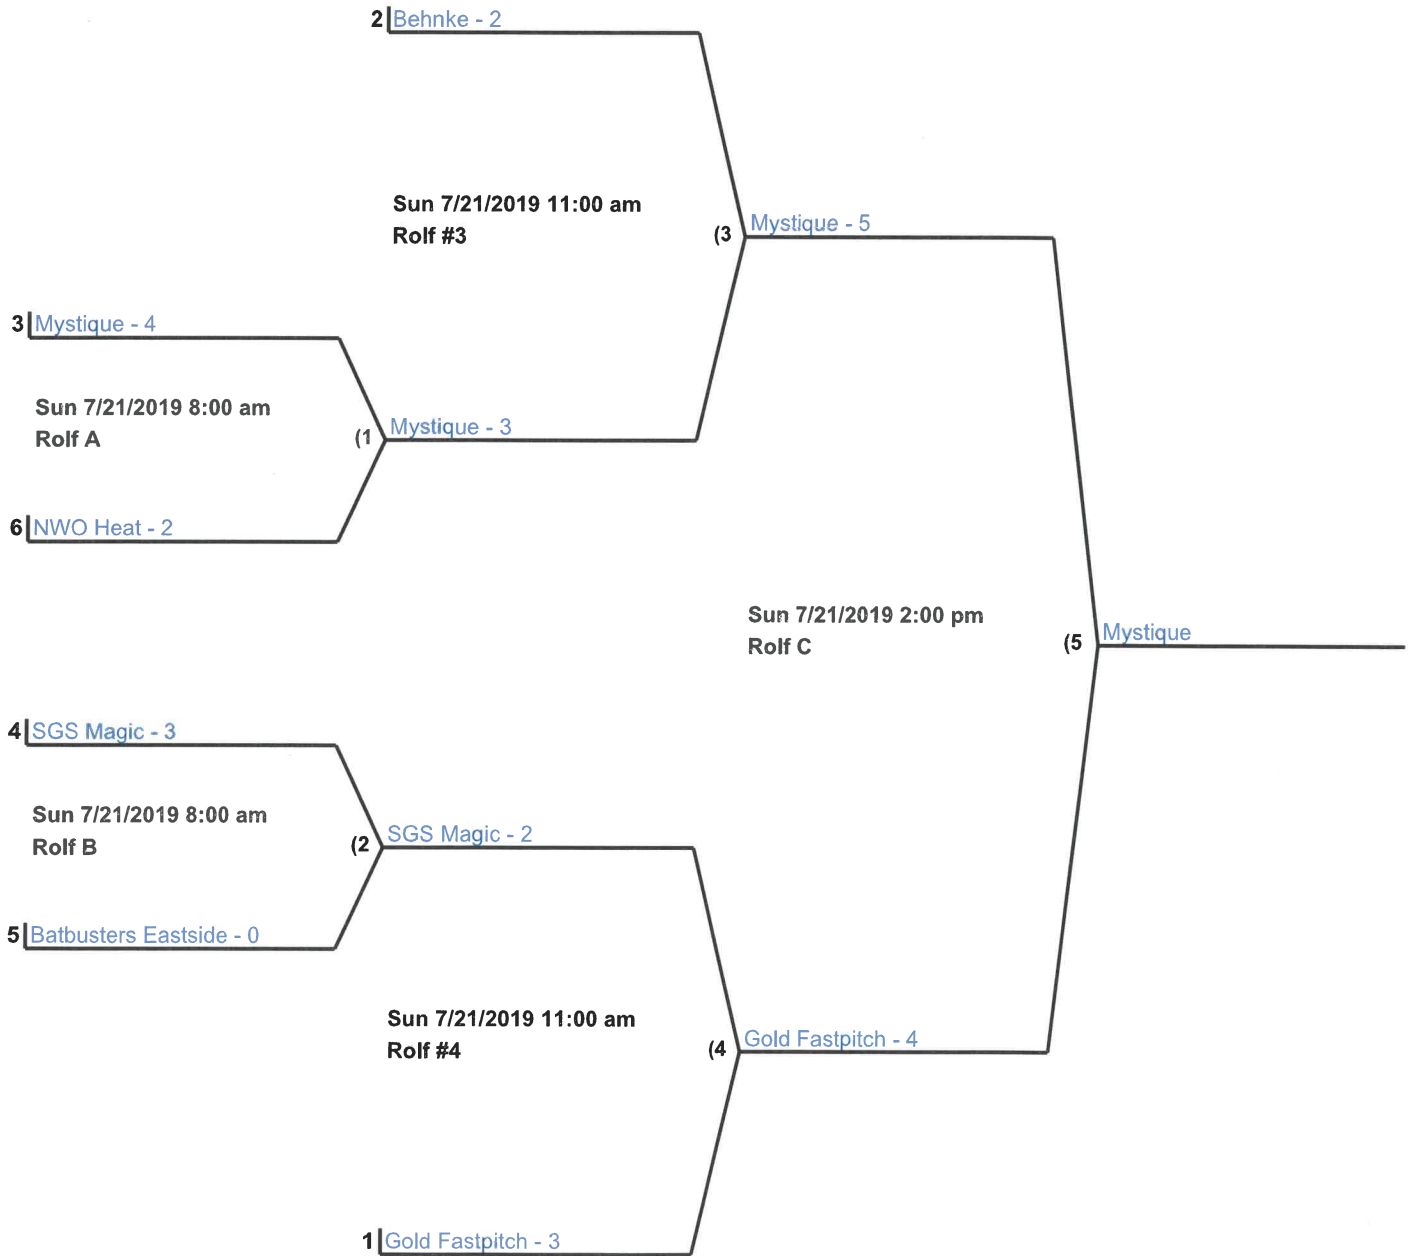 2 Behnke - 2
Sun 7/21/2019 11:00 am
Rolf #3
(3 Mystique - 5
3 Mystique - 4
Sun 7/21/2019 8:00 am
Rolf A
(1 Mystique - 3
6 NWO Heat - 2
Sun 7/21/2019 2:00 pm
Rolf C
(5 Mystique
4 SGS Magic - 3
Sun 7/21/2019 8:00 am
Rolf B
(2 SGS Magic - 2
5 Batbusters Eastside - 0
Sun 7/21/2019 11:00 am
Rolf #4
(4 Gold Fastpitch - 4
1 Gold Fastpitch - 3